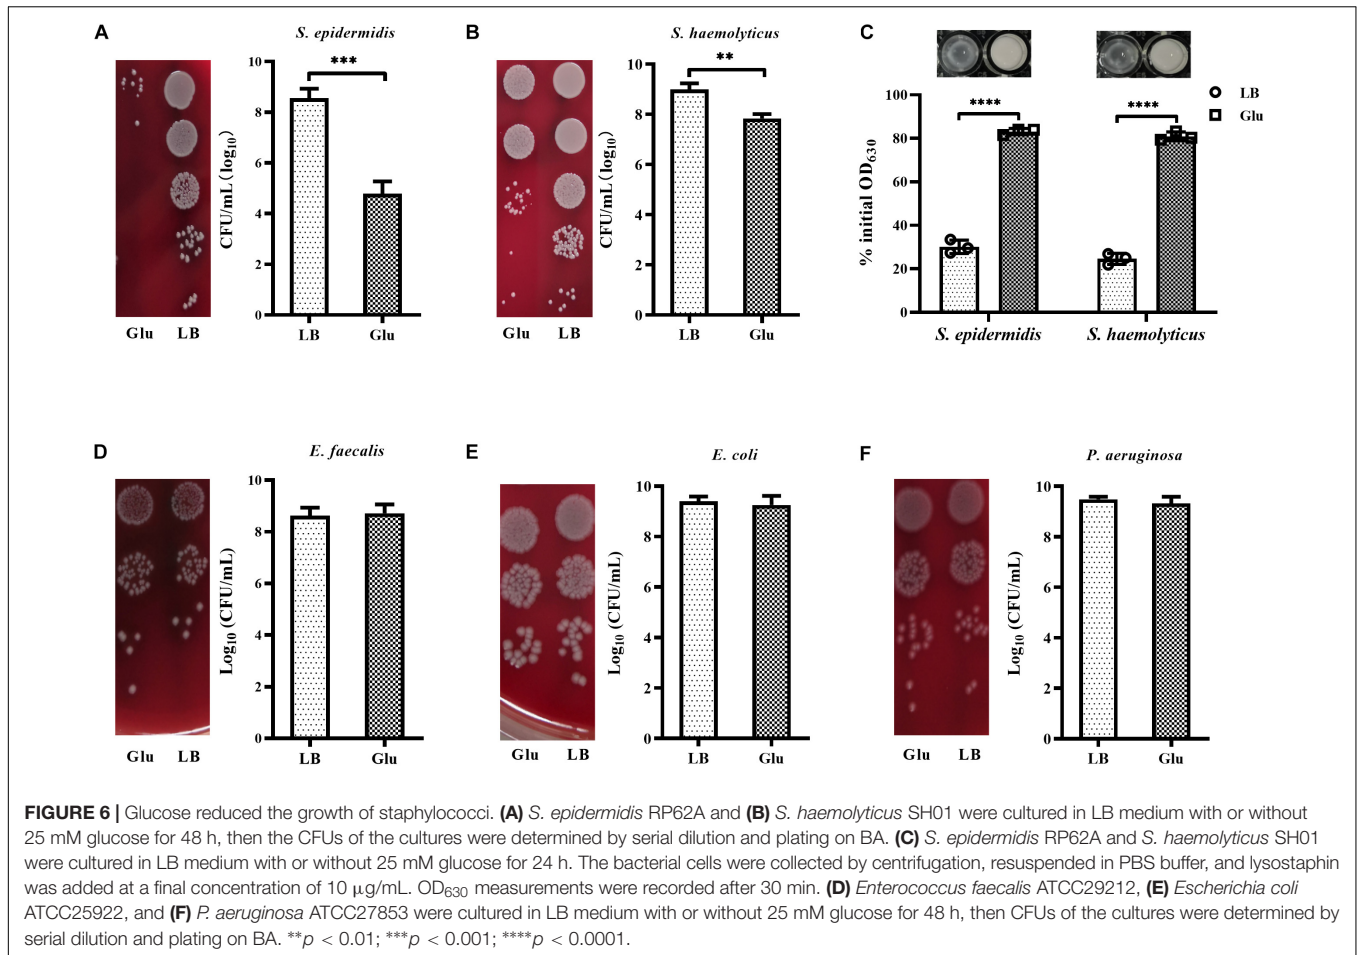 A
S. epidermidis
***
CFU/mL (log10)
10
8
6
4
2
0
LB
Glu
Glu LB
B
S. haemolyticus
**
CFU/mL (log10)
10
8
6
4
2
0
LB
Glu
Glu LB
C
LB
Glu
****
****
% initial OD630
100
80
60
40
20
0
S. epidermidis
S. haemolyticus
D
E. faecalis
Log10 (CFU/mL)
10
8
6
4
2
0
LB
Glu
Glu LB
E
E. coli
Log10 (CFU/mL)
10
8
6
4
2
0
LB
Glu
Glu LB
F
P. aeruginosa
Log10 (CFU/mL)
10
8
6
4
2
0
LB
Glu
Glu LB
FIGURE 6 | Glucose reduced the growth of staphylococci. (A) S. epidermidis RP62A and (B) S. haemolyticus SH01 were cultured in LB medium with or without
25 mM glucose for 48 h, then the CFUs of the cultures were determined by serial dilution and plating on BA. (C) S. epidermidis RP62A and S. haemolyticus SH01
were cultured in LB medium with or without 25 mM glucose for 24 h. The bacterial cells were collected by centrifugation, resuspended in PBS buffer, and lysostaphin
was added at a final concentration of 10 μg/mL. OD630 measurements were recorded after 30 min. (D) Enterococcus faecalis ATCC29212, (E) Escherichia coli
ATCC25922, and (F) P. aeruginosa ATCC27853 were cultured in LB medium with or without 25 mM glucose for 48 h, then CFUs of the cultures were determined by
serial dilution and plating on BA. **p < 0.01; ***p < 0.001; ****p < 0.0001.